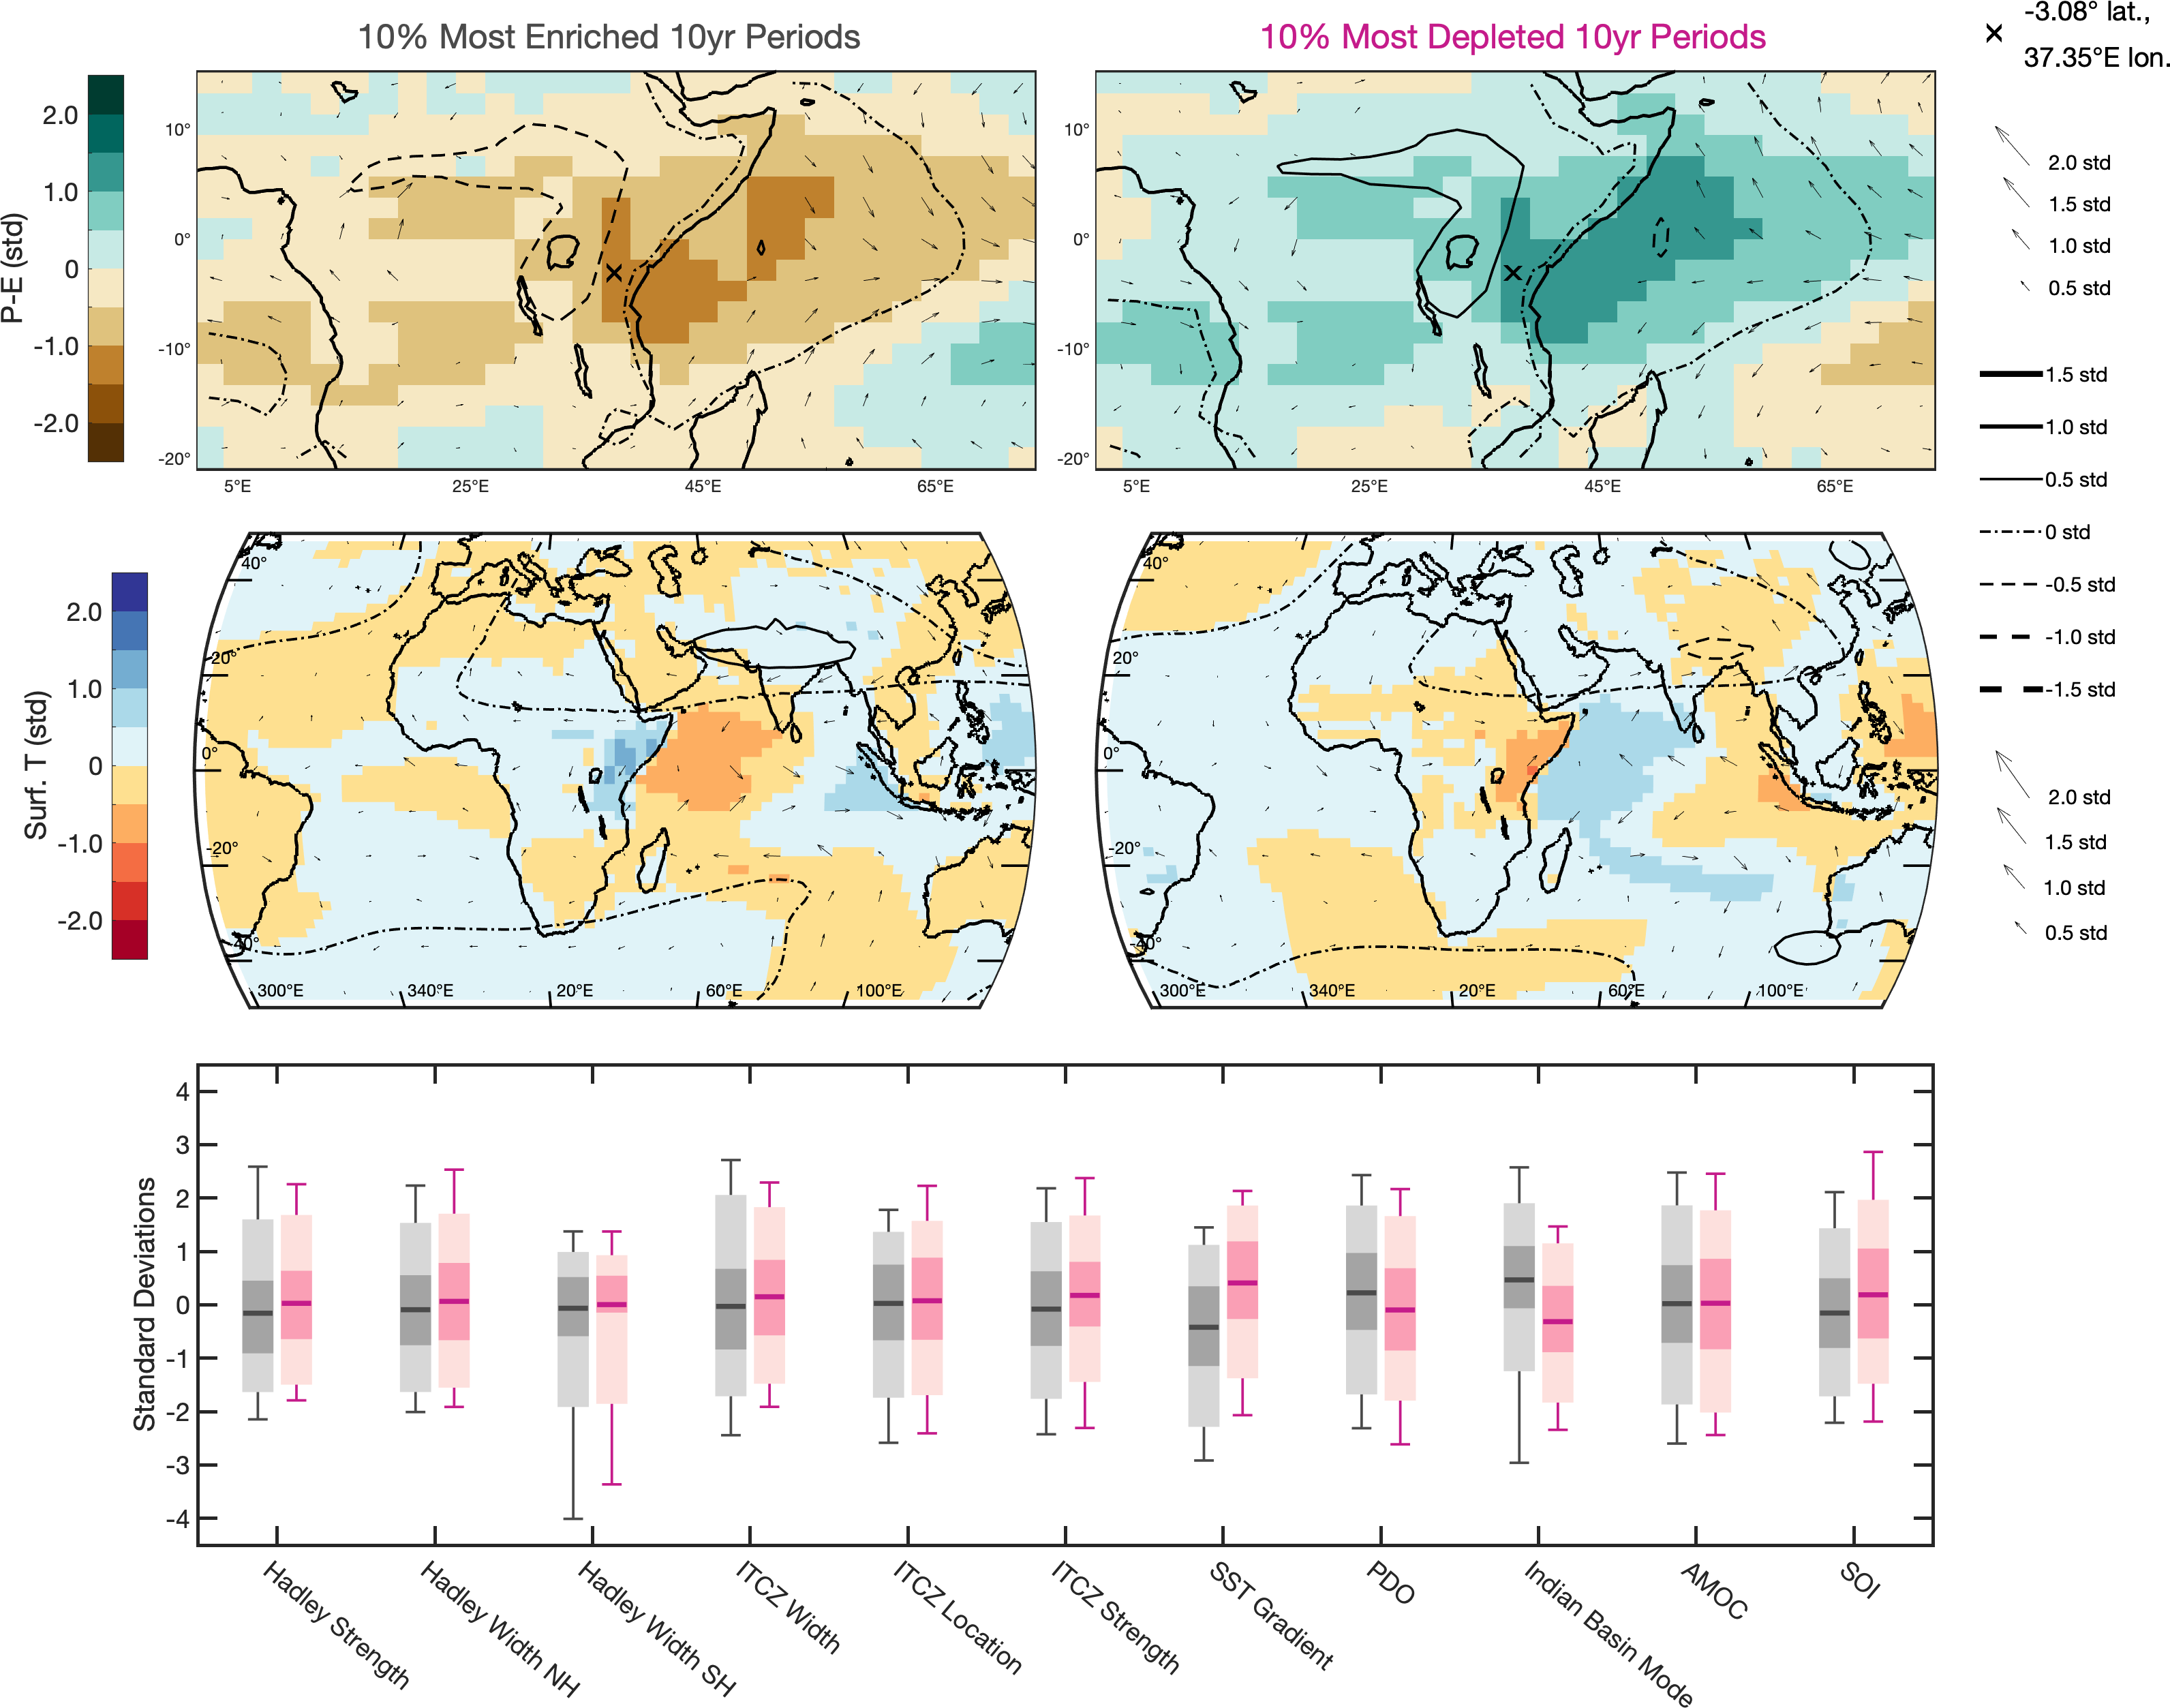 10% Most Enriched 10yr Periods
10% Most Depleted 10yr Periods
-3.08° lat.,
37.35°E lon.
P-E (std)
2.0
1.0
0
-1.0
-2.0
10°
0°
-10°
-20°
5°E
25°E
45°E
65°E
10°
0°
-10°
-20°
5°E
25°E
45°E
65°E
2.0 std
1.5 std
1.0 std
0.5 std
1.5 std
1.0 std
0.5 std
0 std
-0.5 std
-1.0 std
-1.5 std
Surf. T (std)
2.0
1.0
0
-1.0
-2.0
40°
20°
0°
-20°
-40°
300°E
340°E
20°E
60°E
100°E
40°
20°
0°
-20°
-40°
300°E
340°E
20°E
60°E
100°E
2.0 std
1.5 std
1.0 std
0.5 std
Standard Deviations
4
3
2
1
0
-1
-2
-3
-4
Hadley Strength
Hadley Width NH
Hadley Width SH
ITCZ Width
ITCZ Location
ITCZ Strength
SST Gradient
PDO
Indian Basin Mode
AMOC
SOI